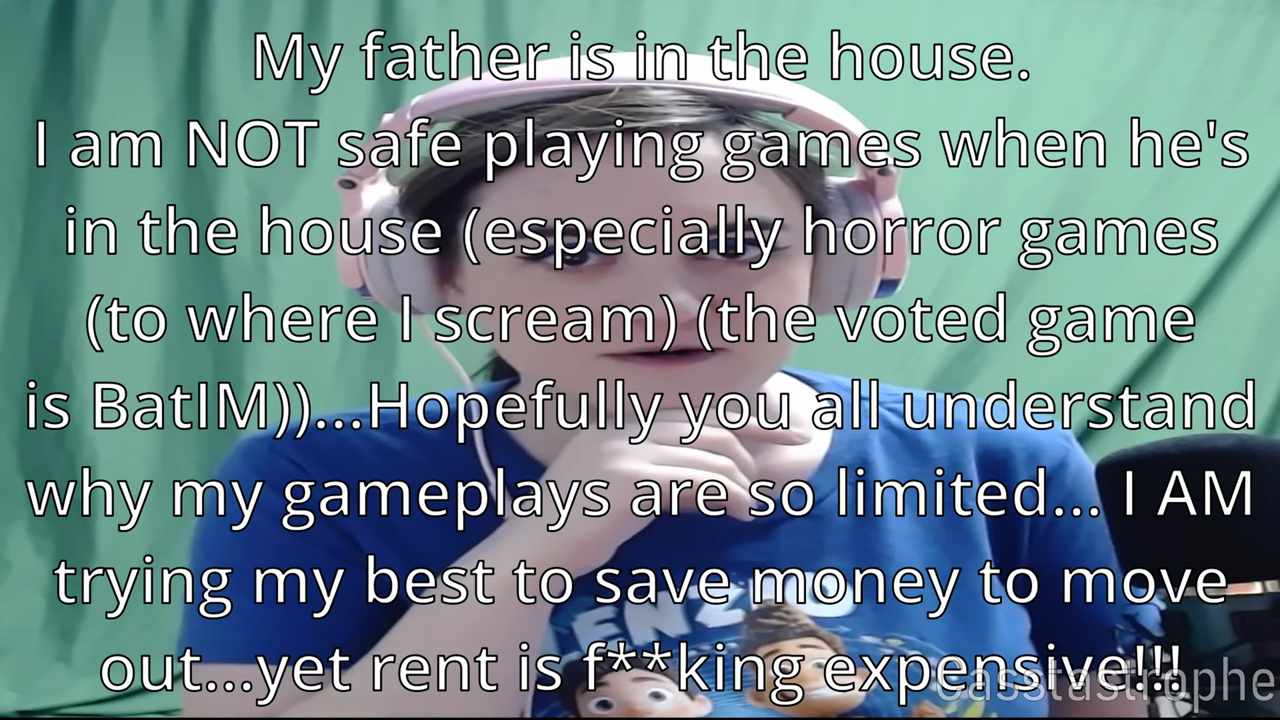 My father is in the house.
I am NOT safe playing games when he's
in the house (especially horror games
(to where I scream) (the voted game
is BatIM))...Hopefully you all understand
why my gameplays are so limited... I AM
trying my best to save money to move
out...yet rent is f**king expensive!!!
casstastrophe